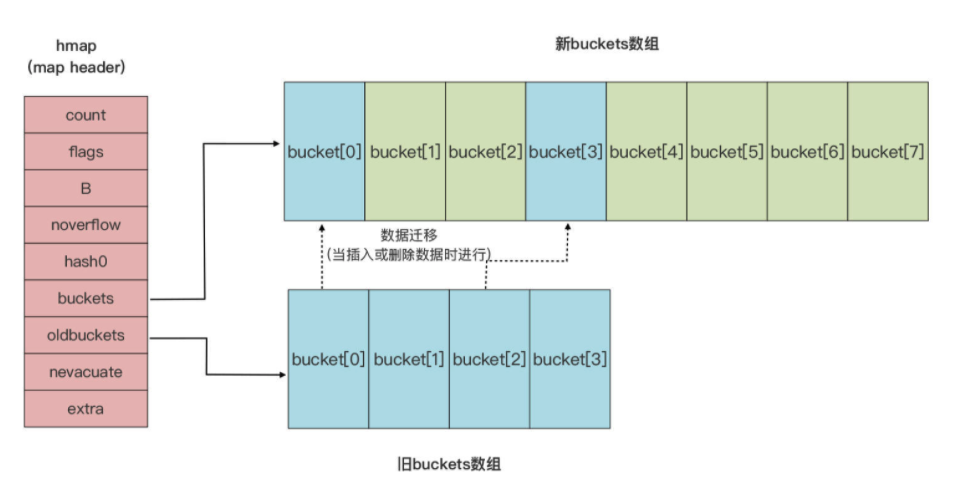 hmap
(map header)
count
flags
B
noverflow
hash0
buckets
oldbuckets
nevacuate
extra
新buckets数组
bucket[0] bucket[1] bucket[2] bucket[3] bucket[4] bucket[5] bucket[6] bucket[7]
数据迁移
(当插入或删除数据时进行)
bucket[0] bucket[1] bucket[2] bucket[3]
旧buckets数组